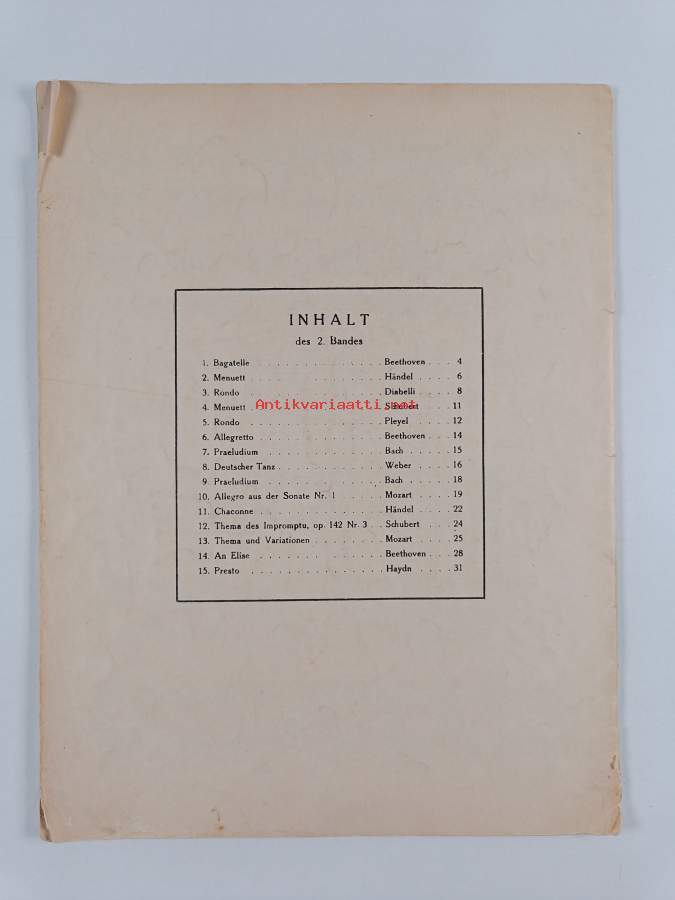 INHALT
des 2. Bandes
1. Bagatelle . . . . . . . . . . . . Beethoven . . . 4
2. Menuett . . . . . . . . . . . . Händel . . . . 6
3. Rondo . . . . . . . . . . . . Diabelli . . . . 8
4. Menuett . . . . . . . . . . . . Schubert . . . 11
Antikvariaatti.net
5. Rondo . . . . . . . . . . . . Pleyel . . . . 12
6. Allegretto . . . . . . . . . . . . Beethoven . . . 14
7. Praeludium . . . . . . . . . . . . Bach . . . . . 15
8. Deutscher Tanz . . . . . . . . . . Weber . . . . 16
9. Praeludium . . . . . . . . . . . . Bach . . . . . 18
10. Allegro aus der Sonate Nr. 1 . . . . Mozart . . . . 19
11. Chaconne . . . . . . . . . . . . Händel . . . . 22
12. Thema des Impromptu, op. 142 Nr. 3 . . Schubert . . . 24
13. Thema und Variationen . . . . . . . Mozart . . . . 25
14. An Elise . . . . . . . . . . . . Beethoven . . . 28
15. Presto . . . . . . . . . . . . . Haydn . . . . 31